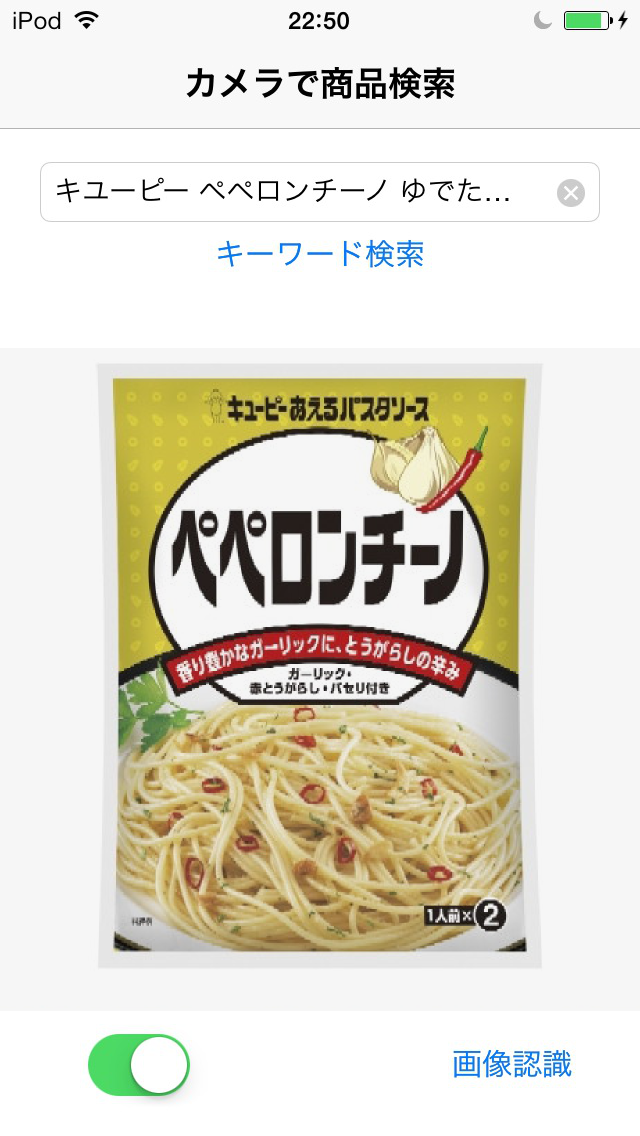 iPod 22:50
カメラで商品検索
キユーピー ペペロンチーノ ゆでた…
キーワード検索
キユーピー あえるパスタソース
ペペロンチーノ
香り豊かなガーリックに、とうがらしの辛み
ガーリック・
赤とうがらし・パセリ付き
1人前×2
画像認識